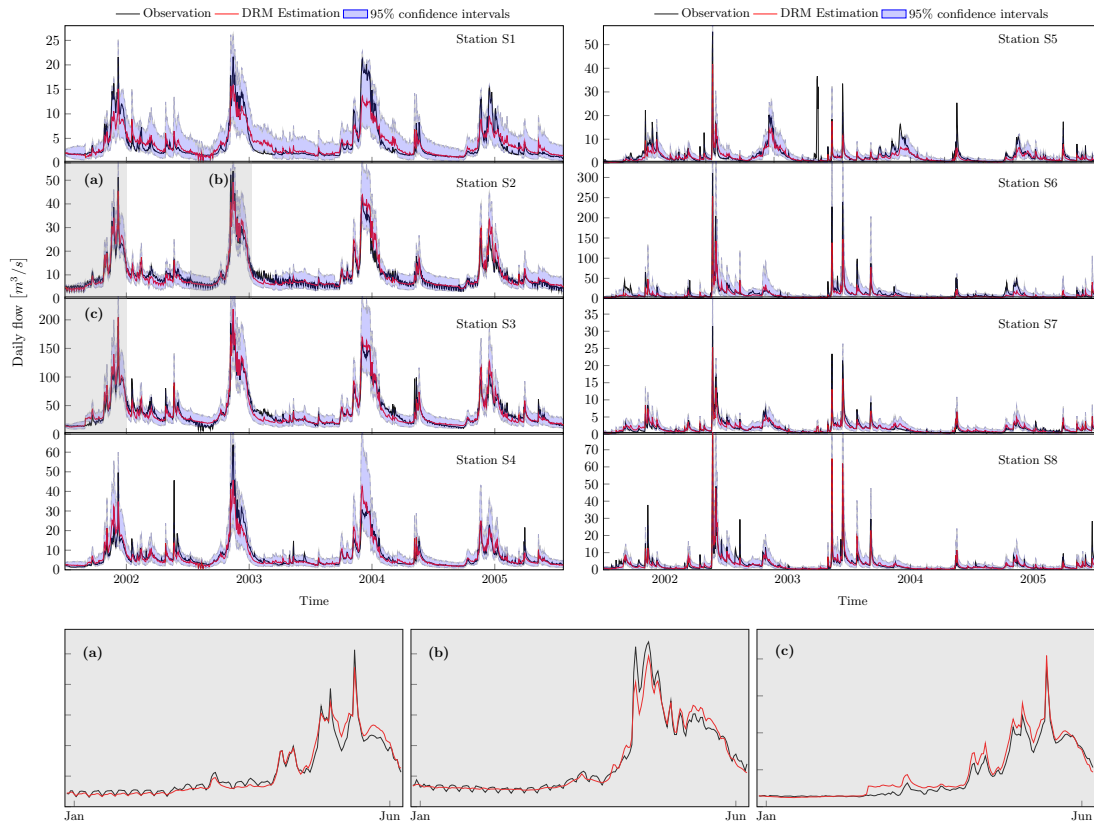 Observation DRM Estimation 95% confidence intervals
Observation DRM Estimation 95% confidence intervals
Daily flow [m³/s]
Station S1
25
20
15
10
5
0
(a) (b) Station S2
50
40
30
20
10
0
(c) Station S3
200
150
100
50
0
Station S4
60
50
40
30
20
10
0
2002 2003 2004 2005
Time
Station S5
50
40
30
20
10
0
Station S6
300
250
200
150
100
50
0
Station S7
35
30
25
20
15
10
5
0
Station S8
70
60
50
40
30
20
10
0
2002 2003 2004 2005
Time
(a)
Jan Jun
(b)
Jan Jun
(c)
Jan Jun